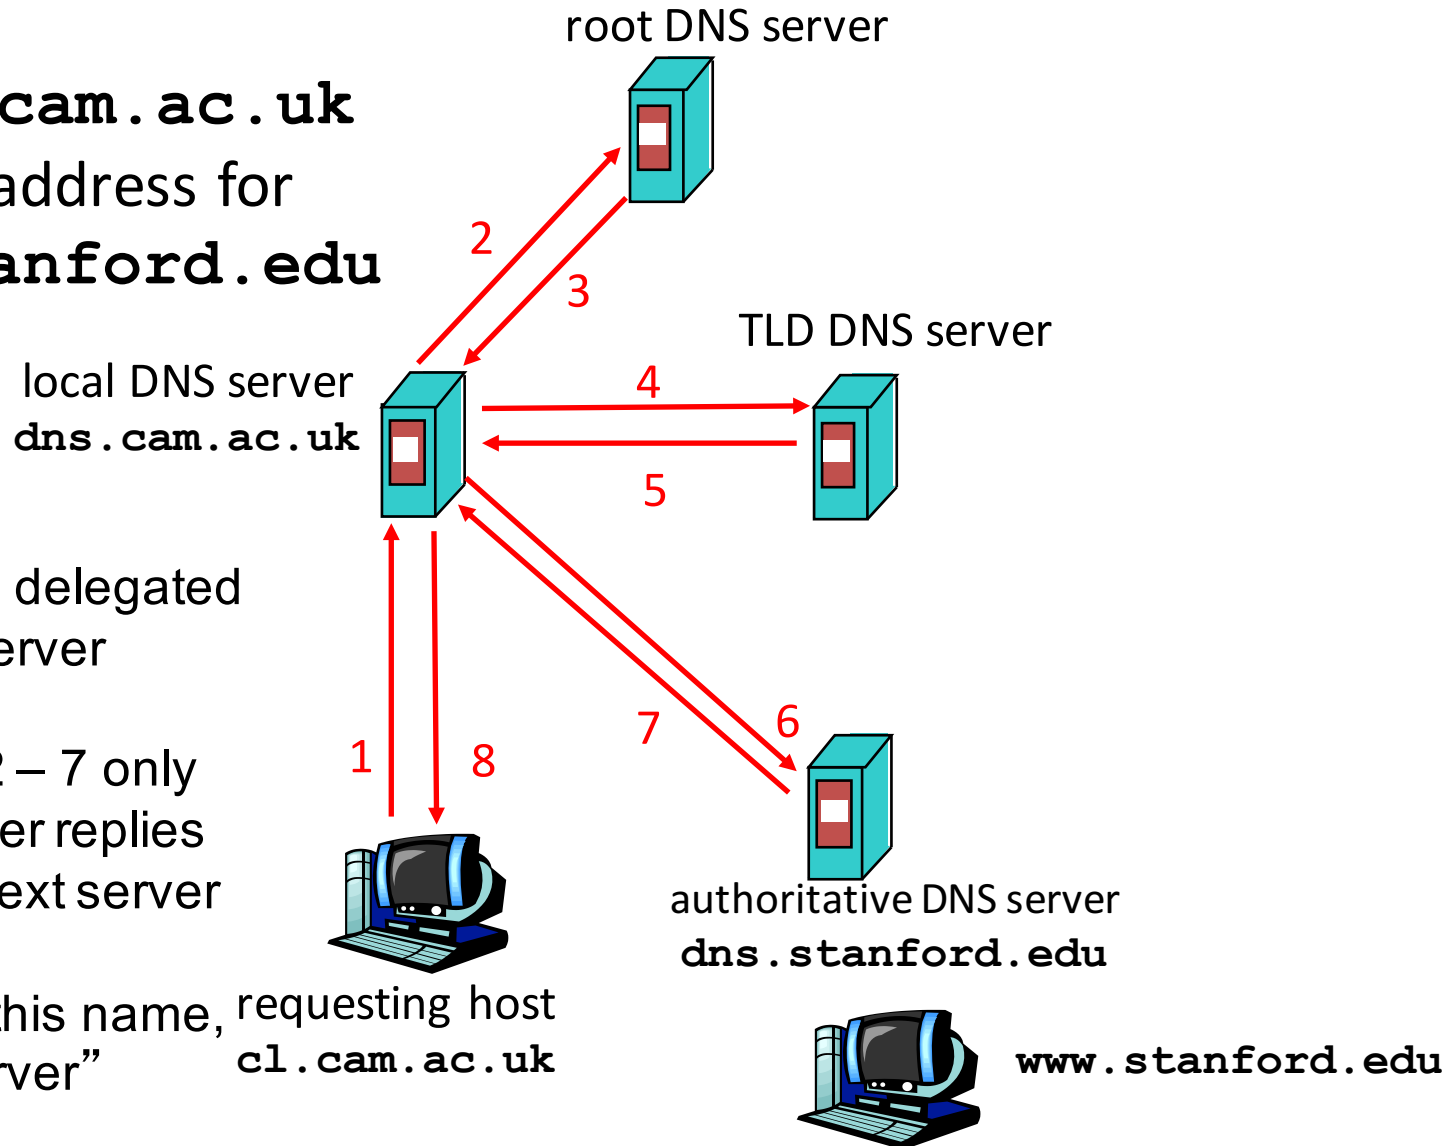 root DNS server
cam.ac.uk
address for
anford.edu
2
3
TLD DNS server
local DNS server
dns.cam.ac.uk
4
5
delegated
erver
1
8
7
6
2 – 7 only
er replies
ext server
authoritative DNS server
dns.stanford.edu
this name,
rver”
requesting host
cl.cam.ac.uk
www.stanford.edu